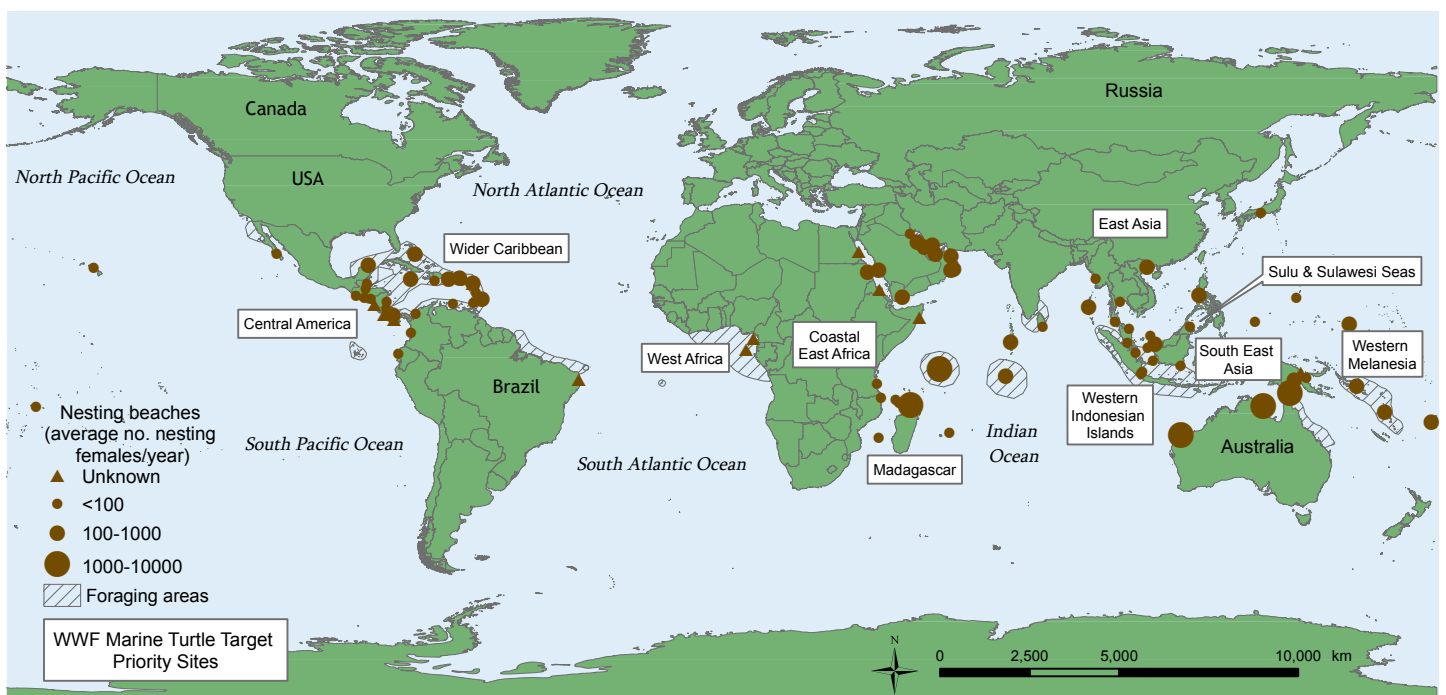 Canada
Russia
USA
North Pacific Ocean
North Atlantic Ocean
East Asia
Wider Caribbean
Sulu & Sulawesi Seas
Central America
West Africa
Coastal
East Africa
South East
Asia
Western
Melanesia
Brazil
Western
Indonesian
Islands
Nesting beaches
(average no. nesting
females/year)
Unknown
<100
100-1000
1000-10000
Foraging areas
South Pacific Ocean
South Atlantic Ocean
Indian
Ocean
Madagascar
Australia
WWF Marine Turtle Target
Priority Sites
N
0 2,500 5,000 10,000 km